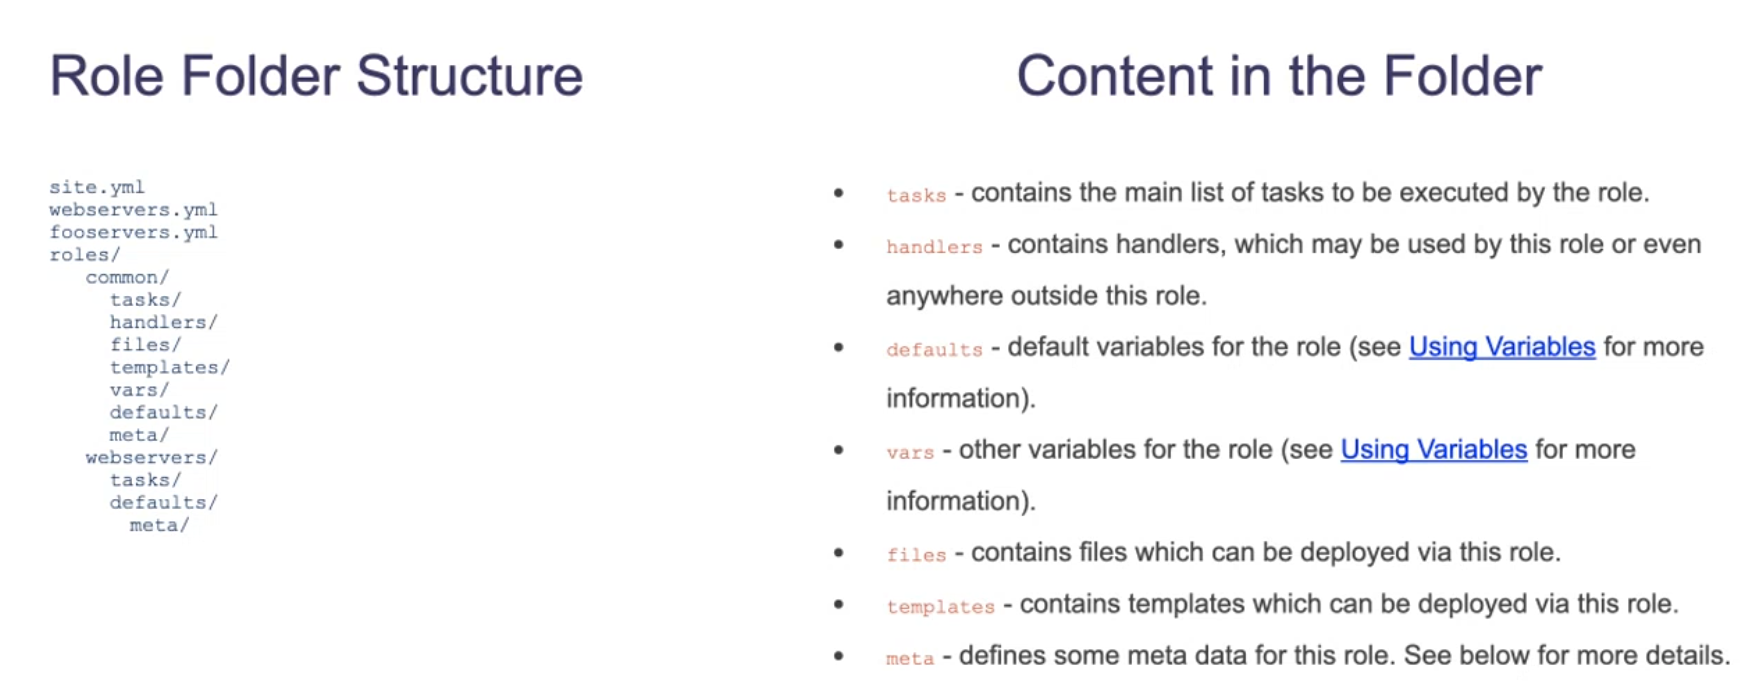 Role Folder Structure
site.yml
webservers.yml
fooservers.yml
roles/
common/
tasks/
handlers/
files/
templates/
vars/
defaults/
meta/
webservers/
tasks/
defaults/
meta/
Content in the Folder
• tasks - contains the main list of tasks to be executed by the role.
• handlers - contains handlers, which may be used by this role or even
anywhere outside this role.
• defaults - default variables for the role (see Using Variables for more
information).
• vars - other variables for the role (see Using Variables for more
information).
• files - contains files which can be deployed via this role.
• templates - contains templates which can be deployed via this role.
• meta - defines some meta data for this role. See below for more details.